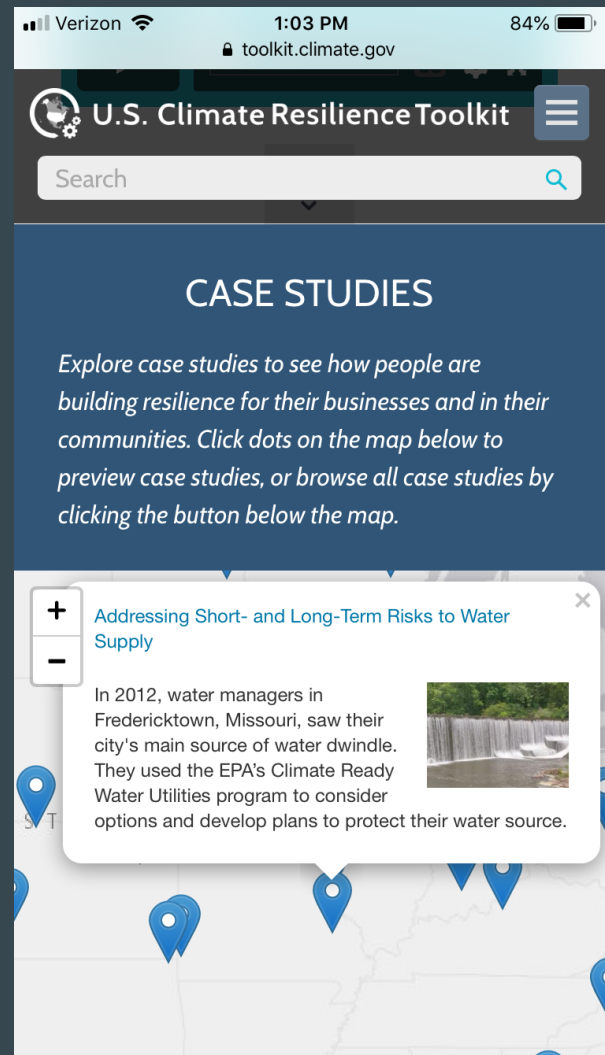 Verizon 1:03 PM 84%
toolkit.climate.gov
U.S. Climate Resilience Toolkit
Search
CASE STUDIES
Explore case studies to see how people are
building resilience for their businesses and in their
communities. Click dots on the map below to
preview case studies, or browse all case studies by
clicking the button below the map.
+
−
×
Addressing Short- and Long-Term Risks to Water
Supply
In 2012, water managers in
Fredericktown, Missouri, saw their
city's main source of water dwindle.
They used the EPA's Climate Ready
Water Utilities program to consider
options and develop plans to protect their water source.
S T